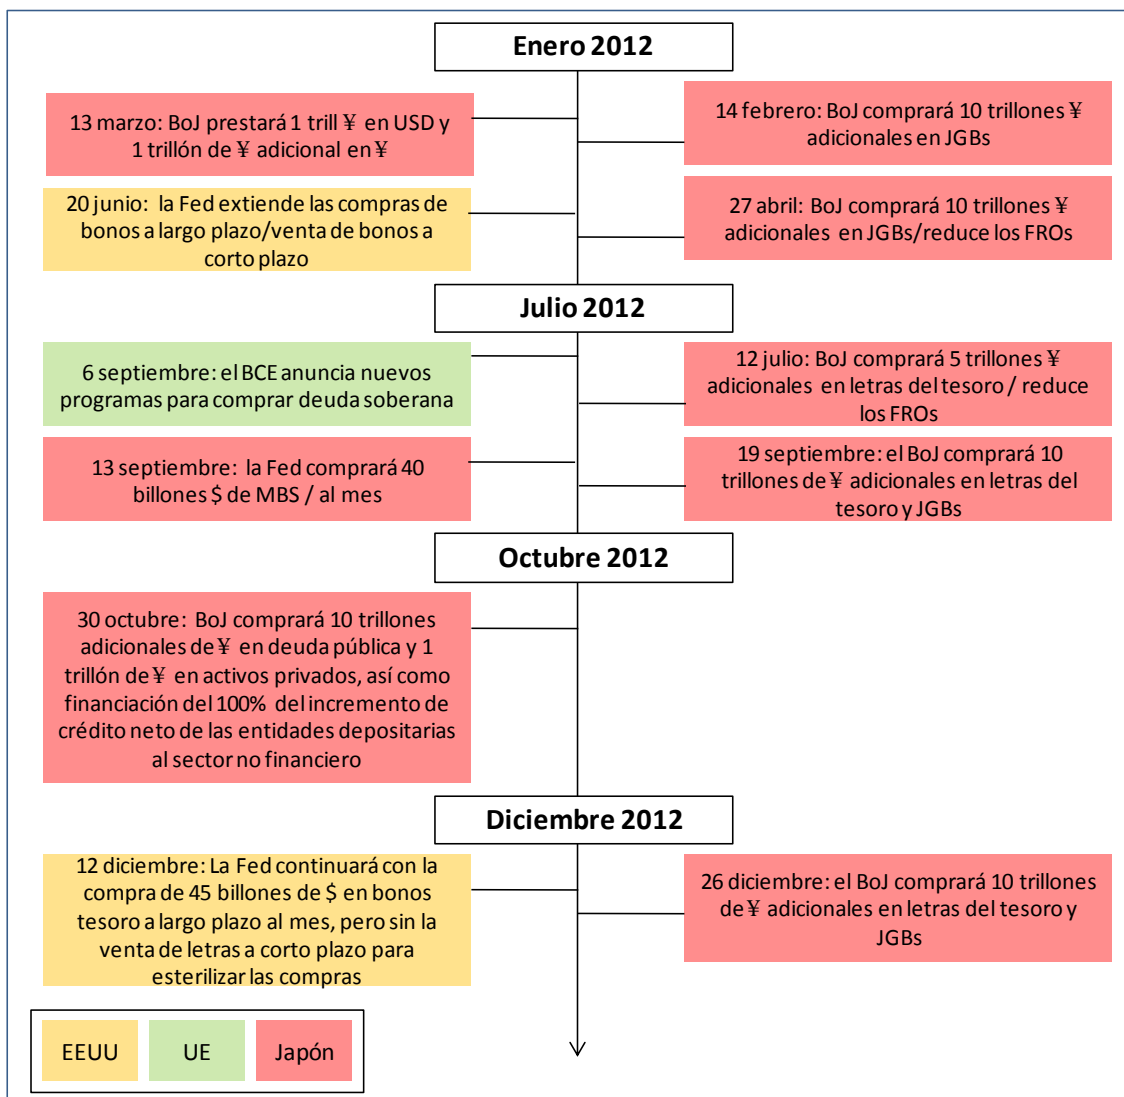 Enero 2012
13 marzo: BoJ prestará 1 trill ¥ en USD y
1 trillón de ¥ adicional en ¥
14 febrero: BoJ comprará 10 trillones ¥
adicionales en JGBs
20 junio: la Fed extiende las compras de
bonos a largo plazo/venta de bonos a
corto plazo
27 abril: BoJ comprará 10 trillones ¥
adicionales en JGBs/reduce los FROs
Julio 2012
6 septiembre: el BCE anuncia nuevos
programas para comprar deuda soberana
12 julio: BoJ comprará 5 trillones ¥
adicionales en letras del tesoro / reduce
los FROs
13 septiembre: la Fed comprará 40
billones $ de MBS / al mes
19 septiembre: el BoJ comprará 10
trillones de ¥ adicionales en letras del
tesoro y JGBs
Octubre 2012
30 octubre: BoJ comprará 10 trillones
adicionales de ¥ en deuda pública y 1
trillón de ¥ en activos privados, así como
financiación del 100% del incremento de
crédito neto de las entidades depositarias
al sector no financiero
Diciembre 2012
12 diciembre: La Fed continuará con la
compra de 45 billones de $ en bonos
tesoro a largo plazo al mes, pero sin la
venta de letras a corto plazo para
esterilizar las compras
26 diciembre: el BoJ comprará 10 trillones
de ¥ adicionales en letras del tesoro y
JGBs
EEUU
UE
Japón